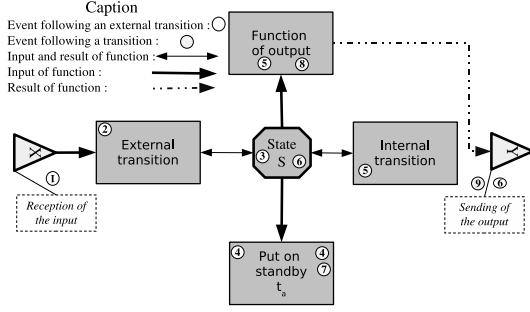 Caption
Event following an external transition :
Event following a transition :
Input and result of function :
Input of function :
Result of function :
Function
of output
5 8
X
1
Reception of
the input
2
External
transition
State
S
3 6
Internal
transition
5
Y
9 6
Sending of
the output
4 4
Put on
standby
7
ta